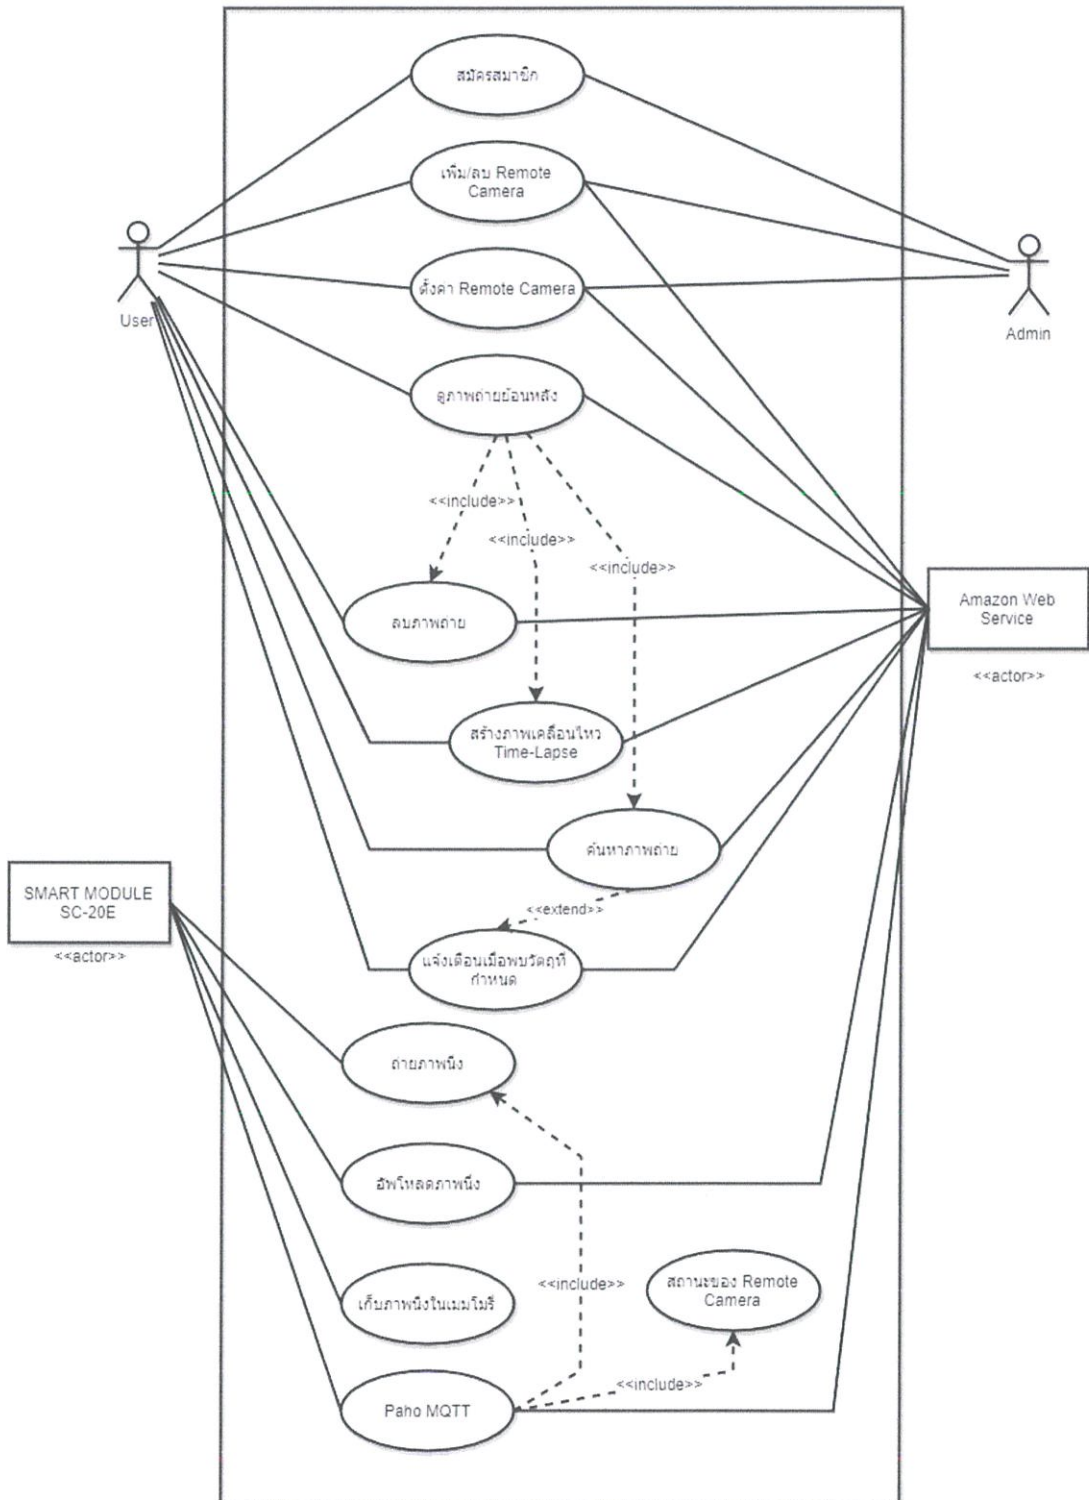 สมัครสมาชิก
เพิ่ม/ลบ Remote
Camera
User
ตั้งค่า Remote Camera
Admin
ดูภาพถ่ายย้อนหลัง
<<include>>
<<include>>
<<include>>
ลบภาพถ่าย
Amazon Web
Service
<<actor>>
สร้างภาพเคลื่อนไหว
Time-Lapse
ค้นหาภาพถ่าย
SMART MODULE
SC-20E
<<actor>>
<<extend>>
แจ้งเตือนเมื่อพบวัตถุที่
กำหนด
ถ่ายภาพนิ่ง
อัพโหลดภาพนิ่ง
<<include>>
สถานะของ Remote
Camera
เก็บภาพนิ่งในเมมโมรี่
<<include>>
Paho MQTT